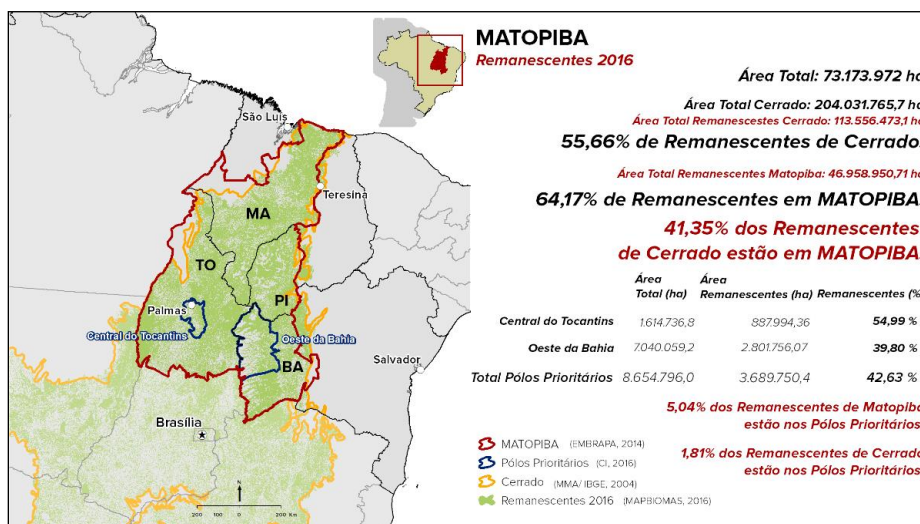 MATOPIBA
Remanescentes 2016
Área Total: 73.173.972 ha
Área Total Cerrado: 204.031.765,7 ha
Área Total Remanescestes Cerrado: 113.556.473,1 ha
55,66% de Remanescentes de Cerrado
Área Total Remanescentes Matopiba: 46.958.950,71 ha
64,17% de Remanescentes em MATOPIBA
41,35% dos Remanescentes
de Cerrado estão em MATOPIBA
Área Total (ha) Área Remanescentes (ha) Remanescentes (%)
Central do Tocantins 1.614.736,8 887.994,36 54,99 %
Oeste da Bahia 7.040.059,2 2.801.756,07 39,80 %
Total Pólos Prioritários 8.654.796,0 3.689.750,4 42,63 %
5,04% dos Remanescentes de Matopiba
estão nos Pólos Prioritários
1,81% dos Remanescentes de Cerrado
estão nos Pólos Prioritários
São Luís
Teresina
MA
TO
PI
Palmas
Central do Tocantins
Oeste da Bahia
BA
Salvador
Brasília
N
200 0 200 Km
MATOPIBA (EMBRAPA, 2014)
Pólos Prioritários (CI, 2016)
Cerrado (MMA/ IBGE, 2004)
Remanescentes 2016 (MAPBIOMAS, 2016)